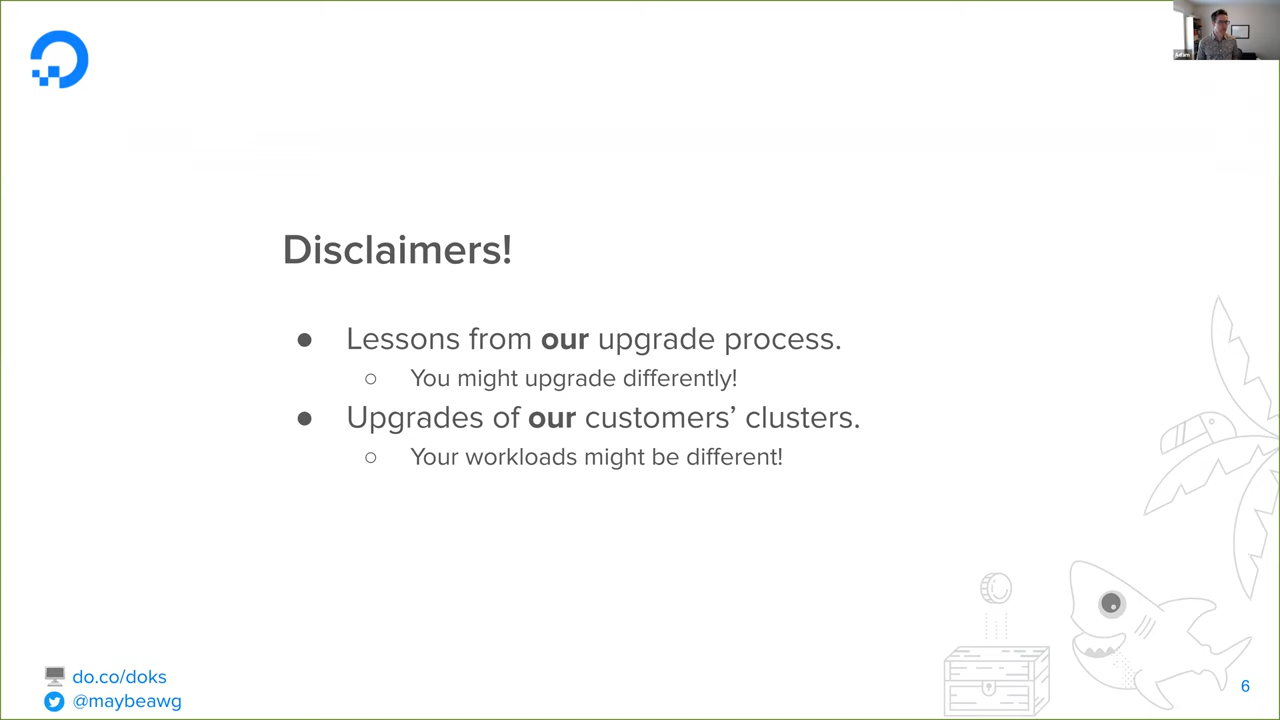 Adam
Disclaimers!
● Lessons from our upgrade process.
○ You might upgrade differently!
● Upgrades of our customers’ clusters.
○ Your workloads might be different!
do.co/doks
@maybeawg
6